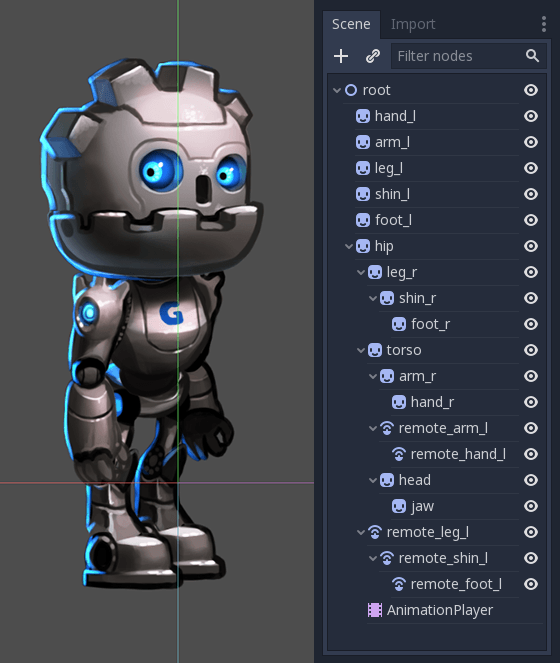 Scene Import
Filter nodes
root
hand_l
arm_l
leg_l
shin_l
foot_l
hip
leg_r
shin_r
foot_r
torso
arm_r
hand_r
remote_arm_l
remote_hand_l
head
jaw
remote_leg_l
remote_shin_l
remote_foot_l
AnimationPlayer
G